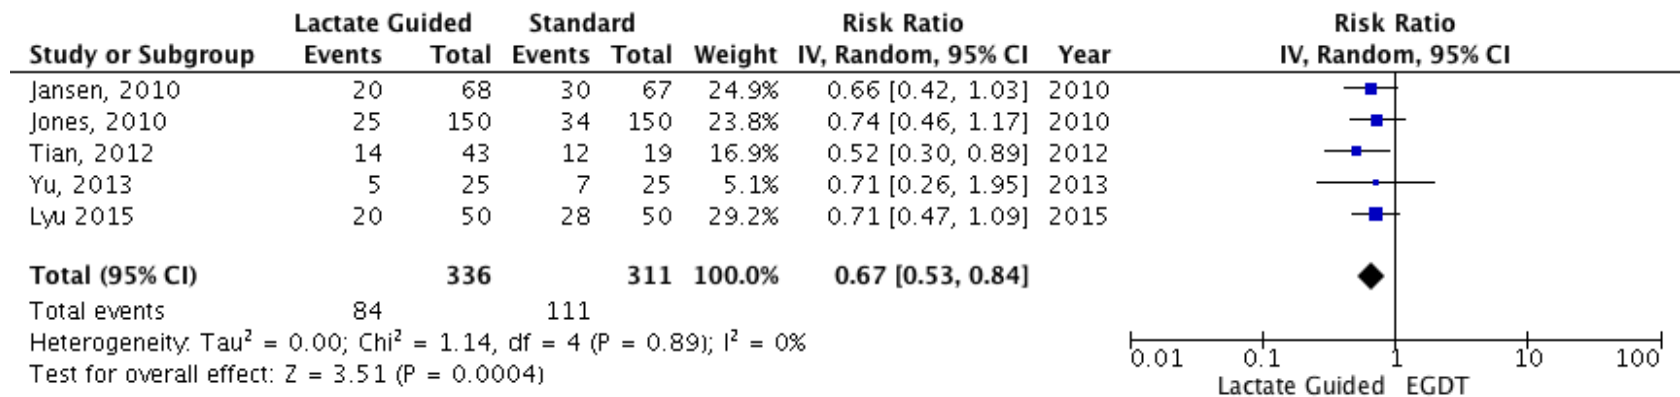 Lactate Guided Standard Risk Ratio Risk Ratio
Study or Subgroup Events Total Events Total Weight IV, Random, 95% CI Year IV, Random, 95% CI
Jansen, 2010 20 68 30 67 24.9% 0.66 [0.42, 1.03] 2010
Jones, 2010 25 150 34 150 23.8% 0.74 [0.46, 1.17] 2010
Tian, 2012 14 43 12 19 16.9% 0.52 [0.30, 0.89] 2012
Yu, 2013 5 25 7 25 5.1% 0.71 [0.26, 1.95] 2013
Lyu 2015 20 50 28 50 29.2% 0.71 [0.47, 1.09] 2015
Total (95% CI) 336 311 100.0% 0.67 [0.53, 0.84]
Total events 84 111
Heterogeneity: Tau² = 0.00; Chi² = 1.14, df = 4 (P = 0.89); I² = 0%
Test for overall effect: Z = 3.51 (P = 0.0004)
0.01 0.1 1 10 100
Lactate Guided EGDT